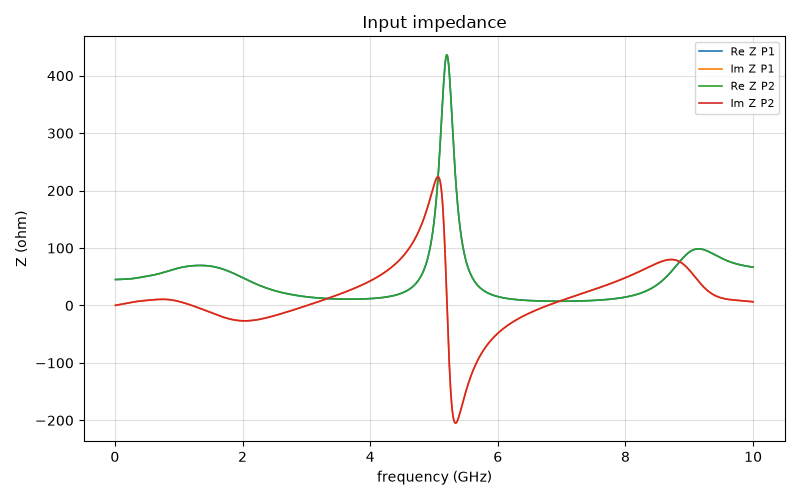 Input impedance
Re Z P1
Im Z P1
Re Z P2
Im Z P2
Z (ohm)
400
300
200
100
0
−100
−200
0 2 4 6 8 10
frequency (GHz)